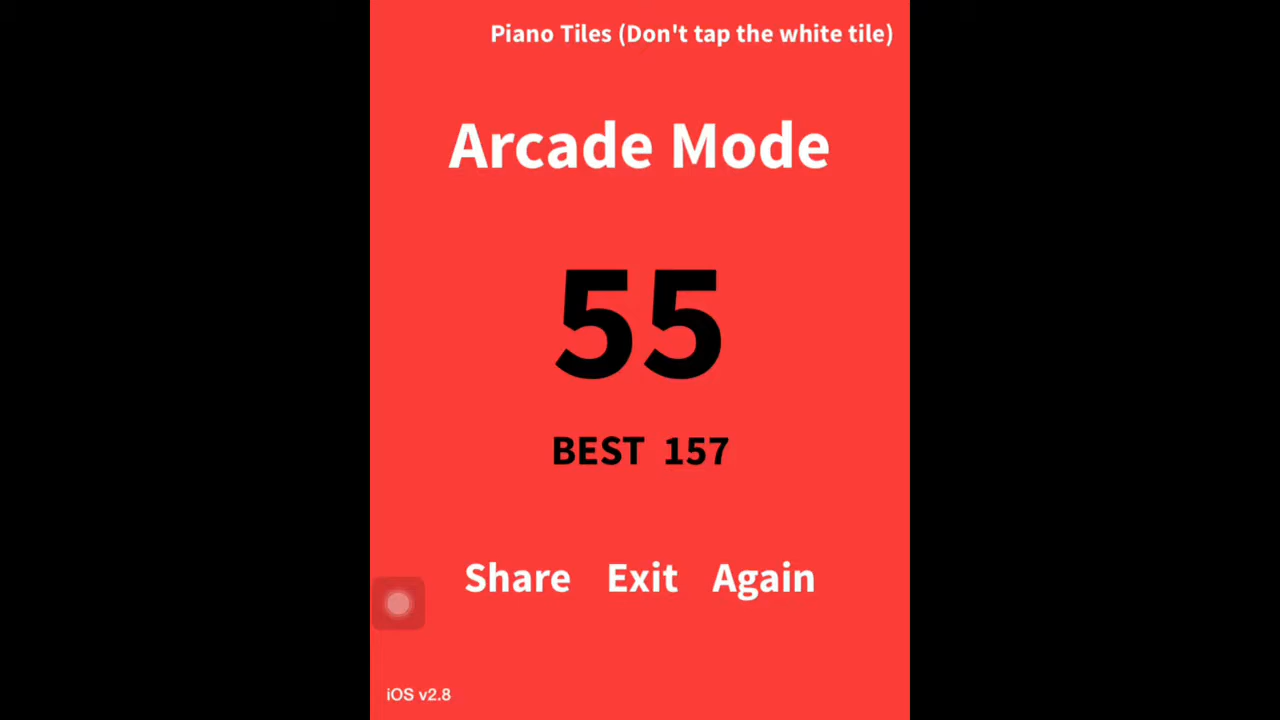 Piano Tiles (Don't tap the white tile)
Arcade Mode
55
BEST 157
Share Exit Again
iOS v2.8